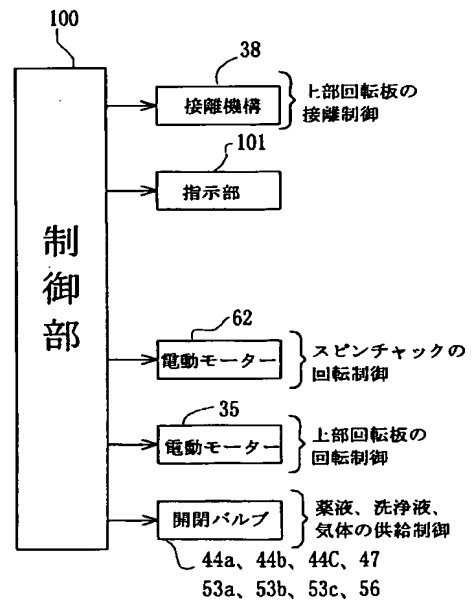 100
制御部
38
接離機構
上部回転板の
接離制御
101
指示部
62
電動モーター
スピンチャックの
回転制御
35
電動モーター
上部回転板の
回転制御
開閉バルブ
薬液、洗浄液、
気体の供給制御
44a、44b、44C、47
53a、53b、53c、56